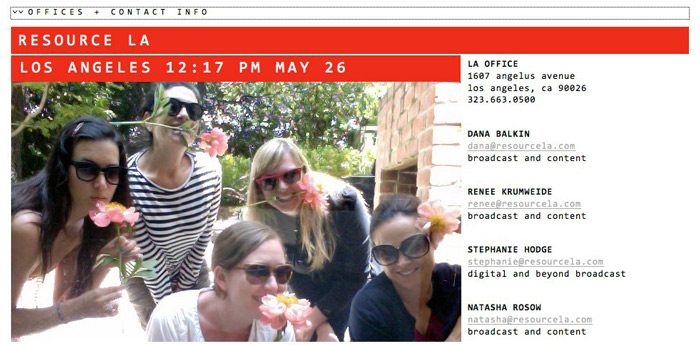 OFFICES + CONTACT INFO
RESOURCE LA
LOS ANGELES 12:17 PM MAY 26
LA OFFICE
1607 angelus avenue
los angeles, ca 90026
323.663.0500
DANA BALKIN
dana@resourcela.com
broadcast and content
RENEE KRUMWEIDE
renee@resourcela.com
broadcast and content
STEPHANIE HODGE
stephanie@resourcela.com
digital and beyond broadcast
NATASHA ROSOW
natasha@resourcela.com
broadcast and content